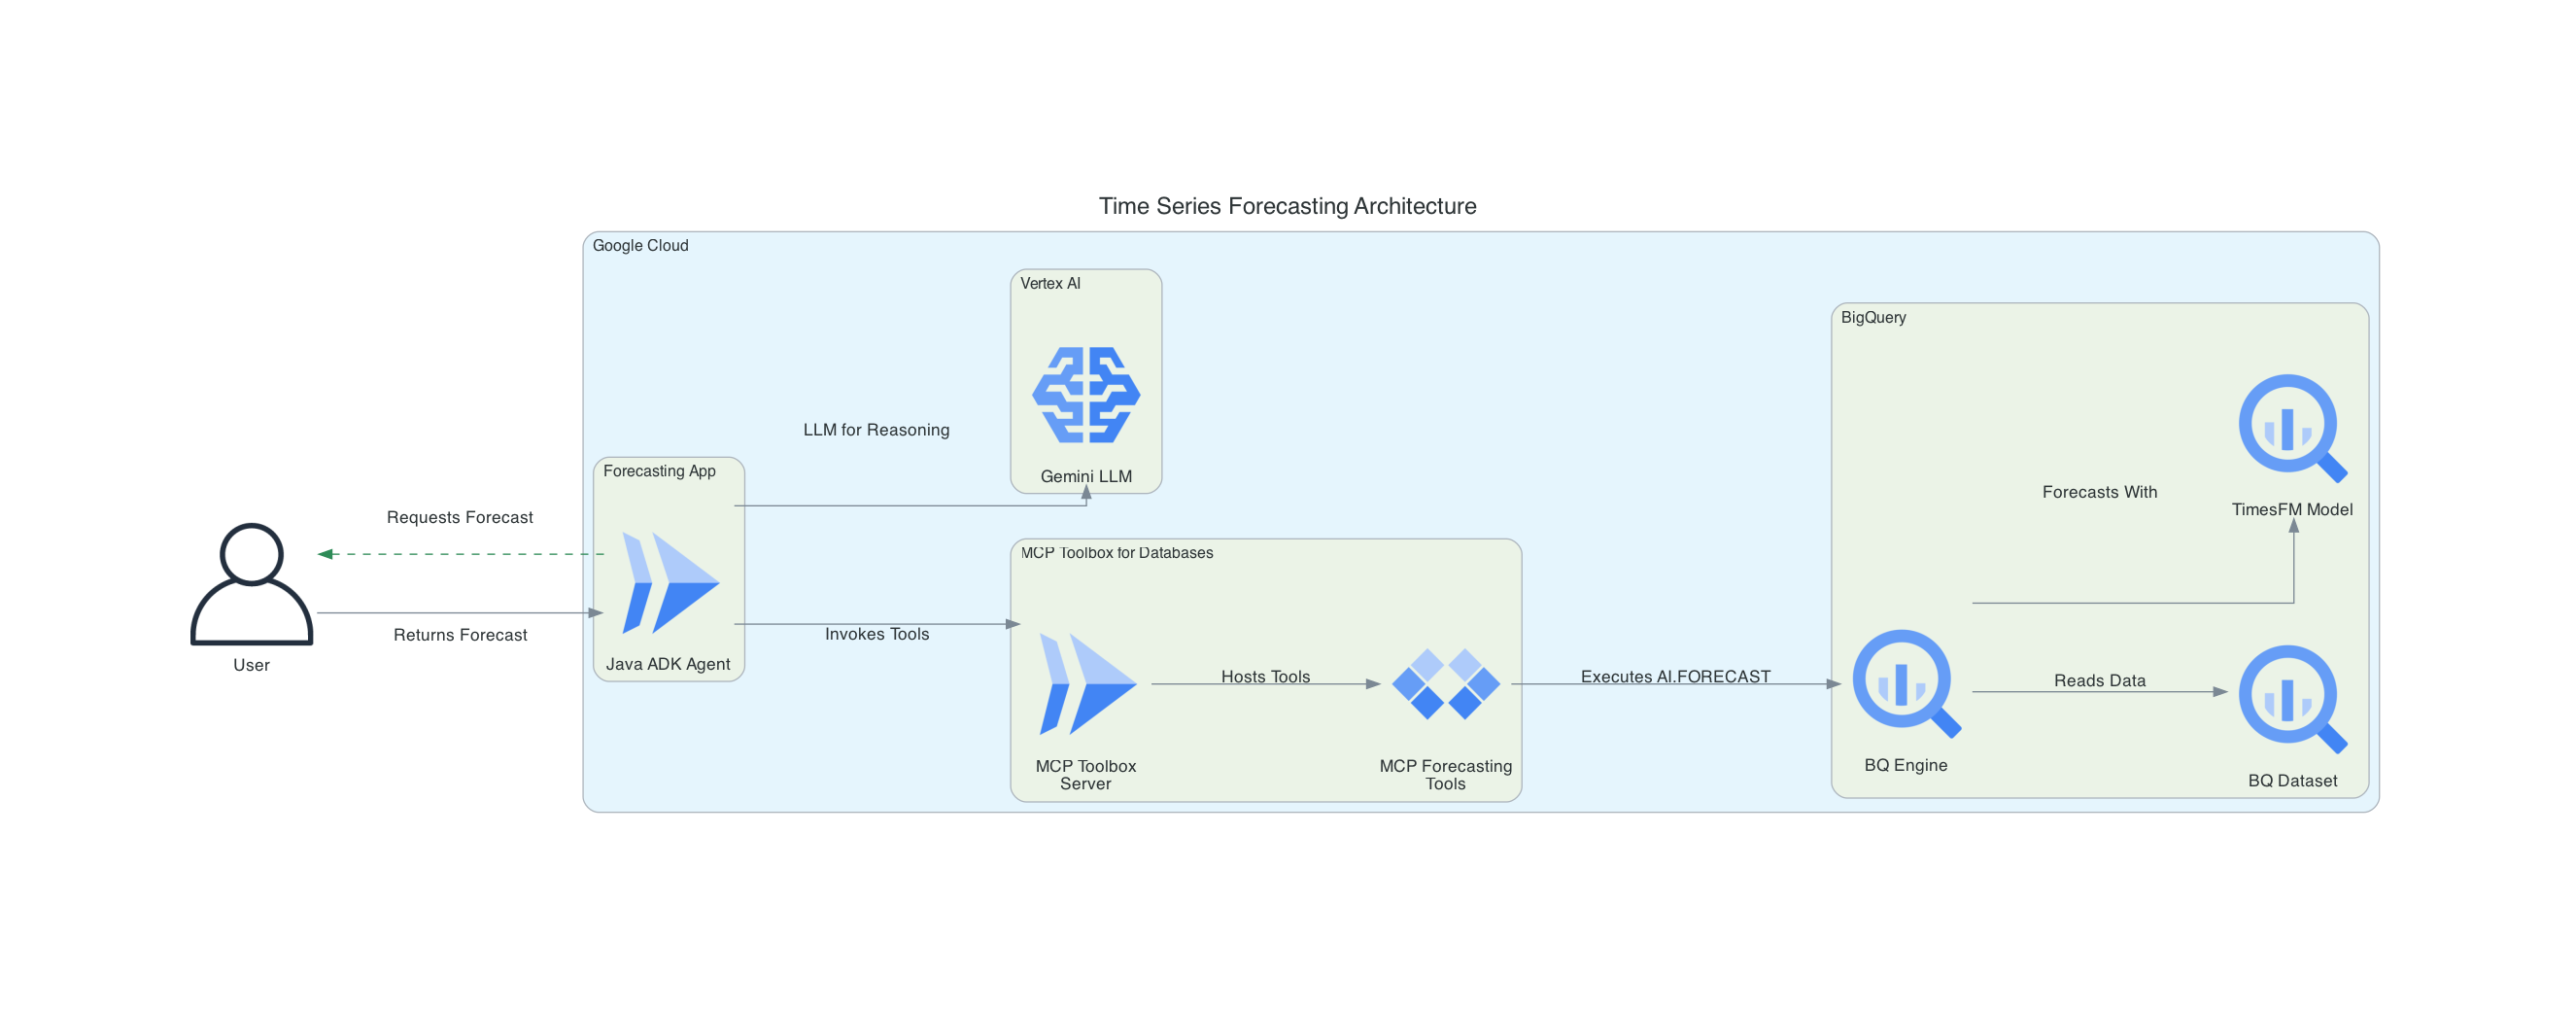 Time Series Forecasting Architecture
Google Cloud
Vertex AI
Gemini LLM
LLM for Reasoning
Forecasting App
Java ADK Agent
Requests Forecast
Returns Forecast
User
Invokes Tools
MCP Toolbox for Databases
MCP Toolbox
Server
Hosts Tools
MCP Forecasting
Tools
Executes AI.FORECAST
BigQuery
TimesFM Model
Forecasts With
BQ Engine
Reads Data
BQ Dataset